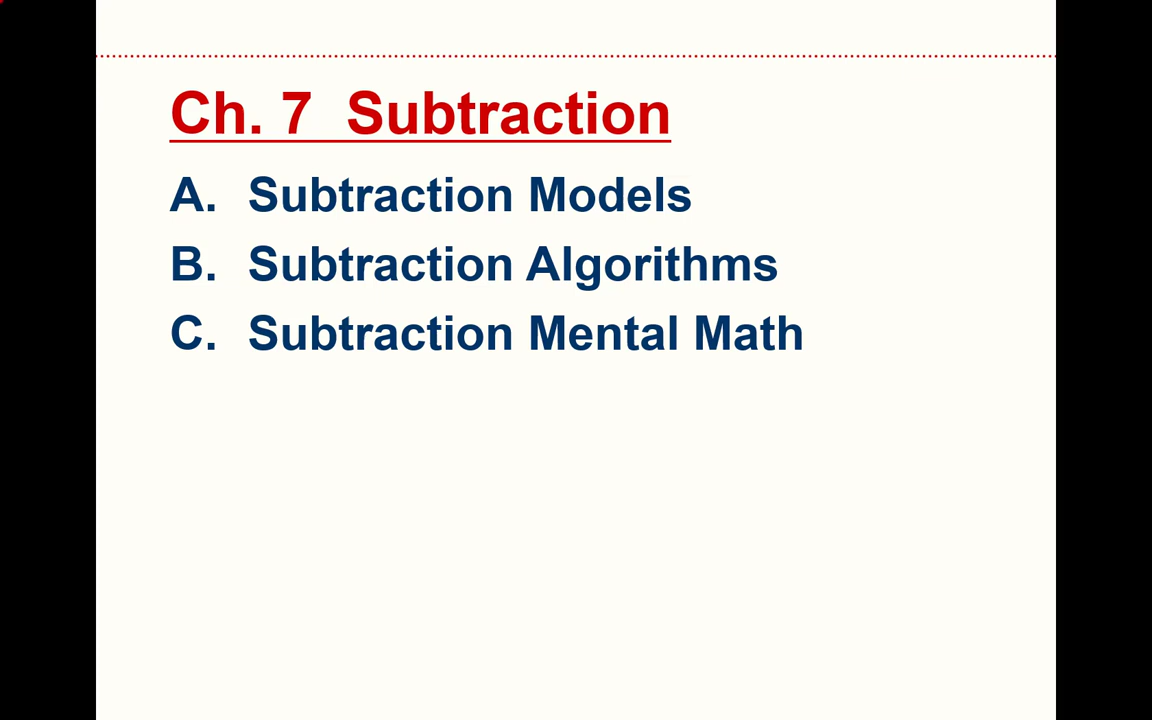 Ch. 7 Subtraction
A. Subtraction Models
B. Subtraction Algorithms
C. Subtraction Mental Math